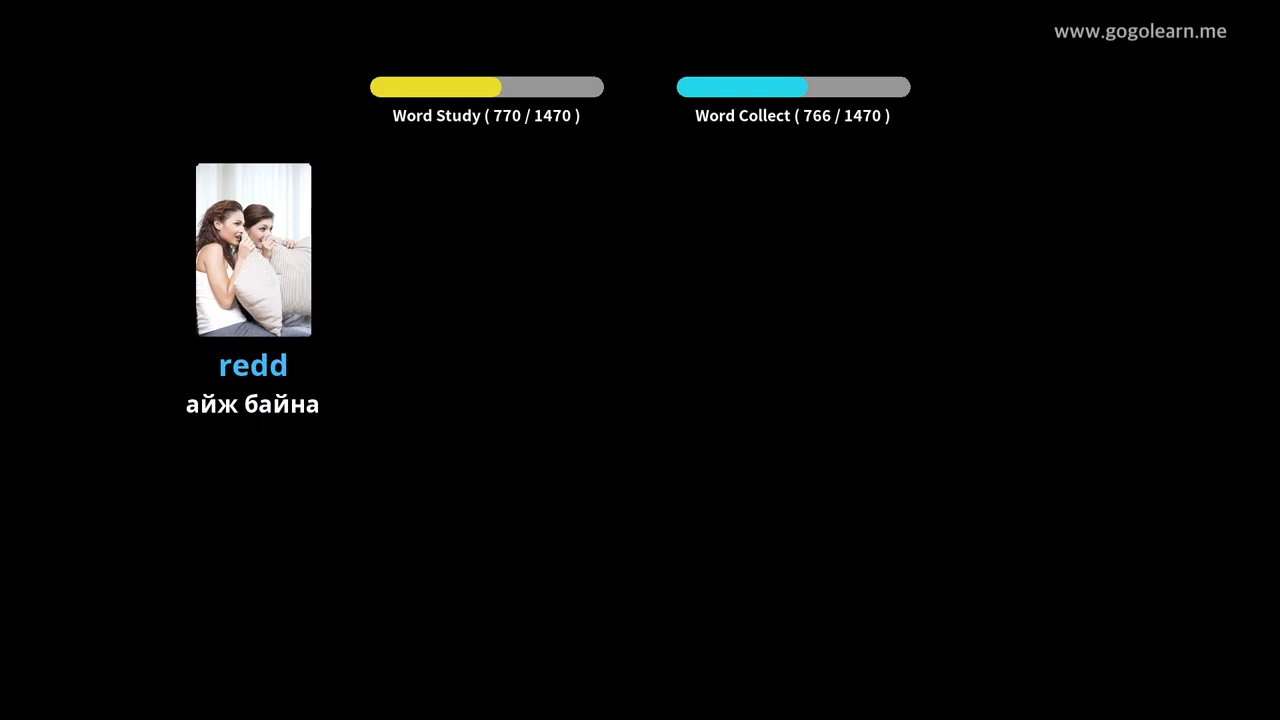 www.gogolearn.me
Word Study ( 770 / 1470 )
Word Collect ( 766 / 1470 )
redd
айж байна